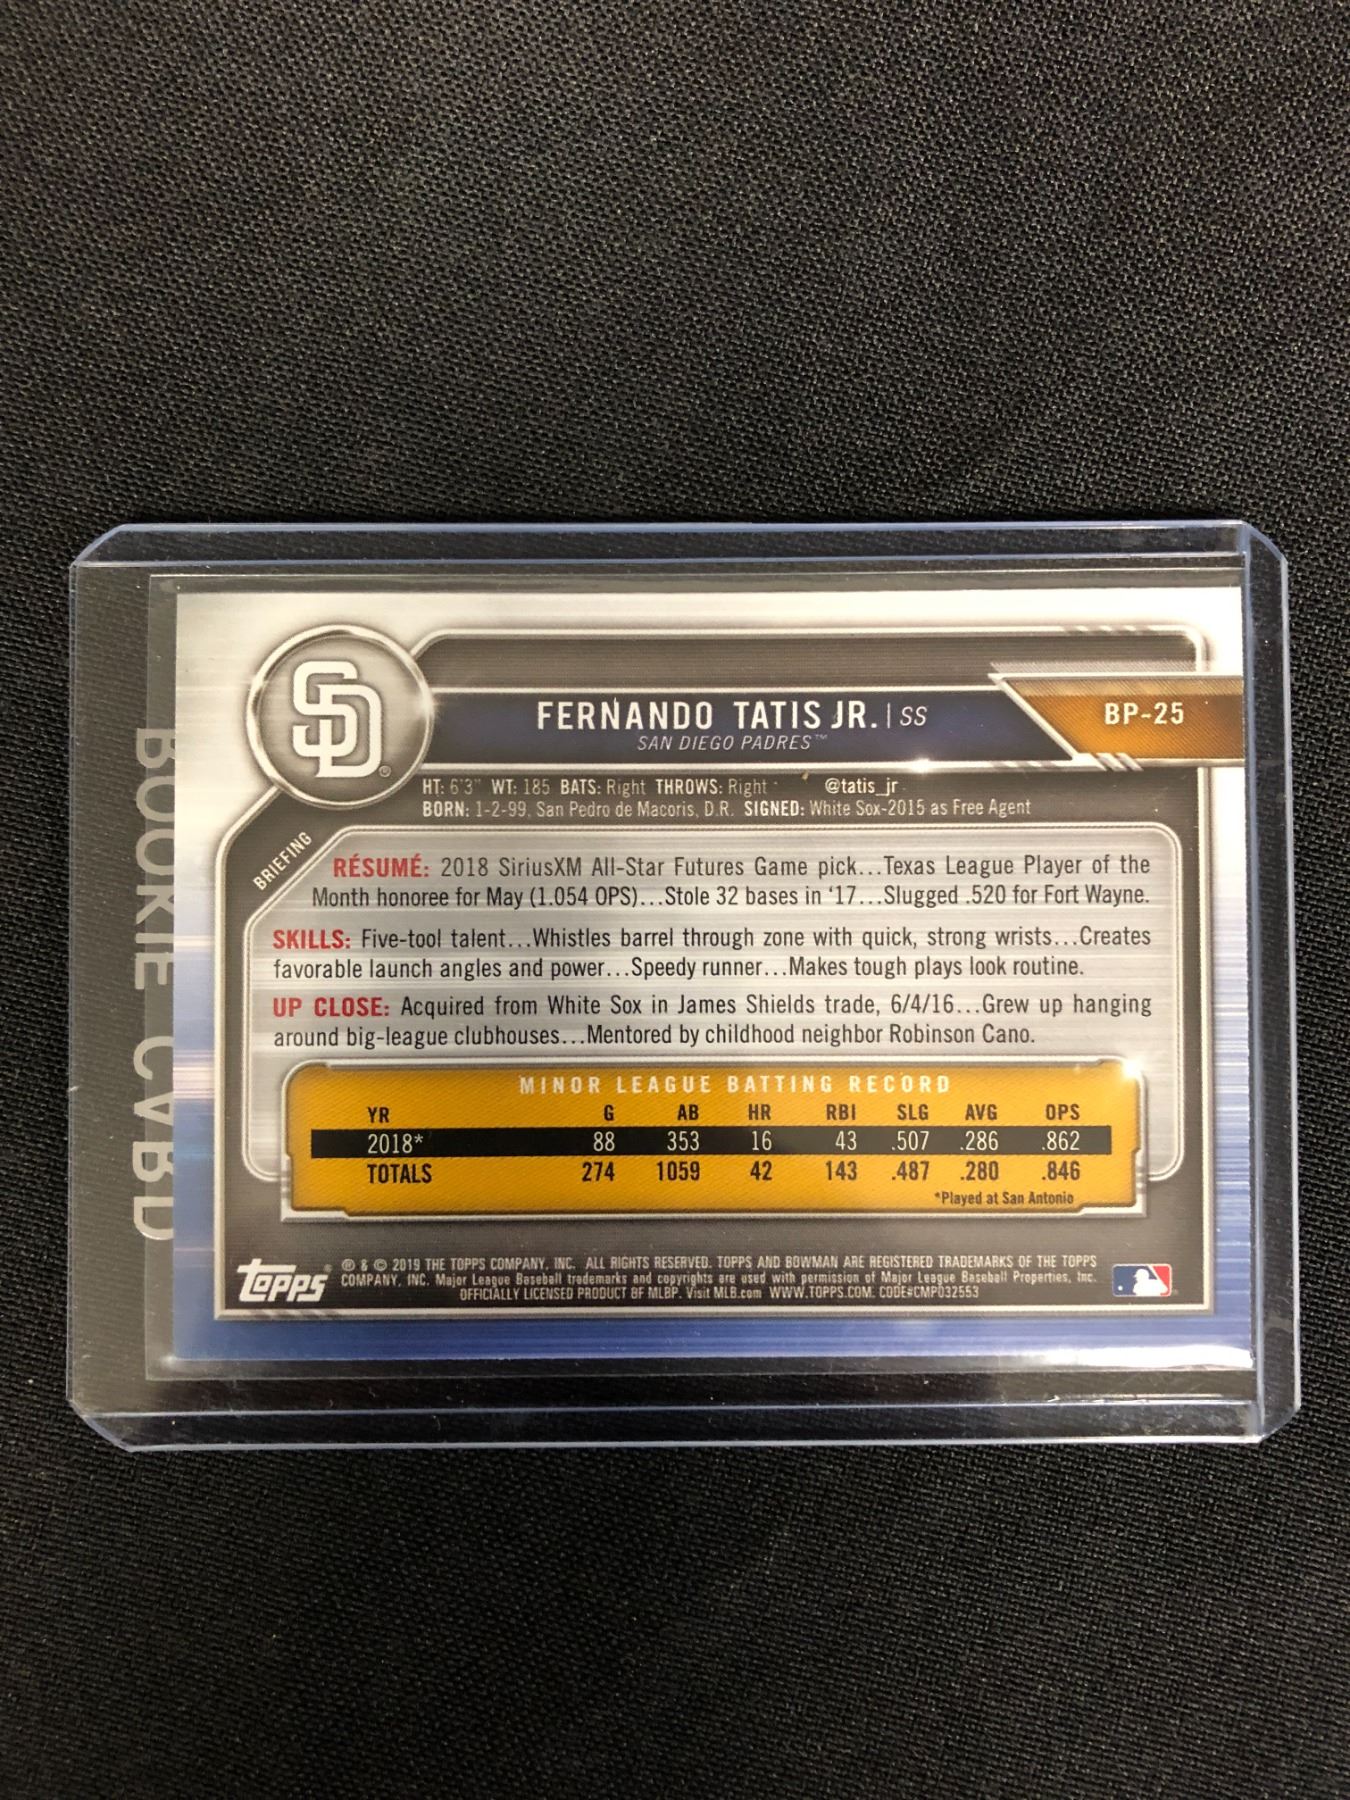 SD
FERNANDO TATIS JR. | SS
BP-25
SAN DIEGO PADRES™
HT: 6'3" WT: 185 BATS: Right THROWS: Right @tatis_jr
BORN: 1-2-99, San Pedro de Macoris, D.R. SIGNED: White Sox-2015 as Free Agent
BRIEFING
RÉSUMÉ: 2018 SiriusXM All-Star Futures Game pick...Texas League Player of the
Month honoree for May (1.054 OPS)...Stole 32 bases in '17...Slugged .520 for Fort Wayne.
SKILLS: Five-tool talent...Whistles barrel through zone with quick, strong wrists...Creates
favorable launch angles and power...Speedy runner...Makes tough plays look routine.
UP CLOSE: Acquired from White Sox in James Shields trade, 6/4/16...Grew up hanging
around big-league clubhouses...Mentored by childhood neighbor Robinson Cano.
MINOR LEAGUE BATTING RECORD
YR G AB HR RBI SLG AVG OPS
2018* 88 353 16 43 .507 .286 .862
TOTALS 274 1059 42 143 .487 .280 .846
*Played at San Antonio
topps
® & © 2019 THE TOPPS COMPANY, INC. ALL RIGHTS RESERVED. TOPPS AND BOWMAN ARE REGISTERED TRADEMARKS OF THE TOPPS
COMPANY, INC. Major League Baseball trademarks and copyrights are used with permission of Major League Baseball Properties, Inc.
OFFICIALLY LICENSED PRODUCT OF MLBP. Visit MLB.com WWW.TOPPS.COM. CODE#CMP032553